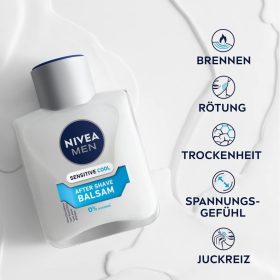 NIVEA
MEN
SENSITIVE COOL
AFTER SHAVE
BALSAM
0%
BRENNEN
RÖTUNG
TROCKENHEIT
SPANNUNGS-
GEFÜHL
JUCKREIZ